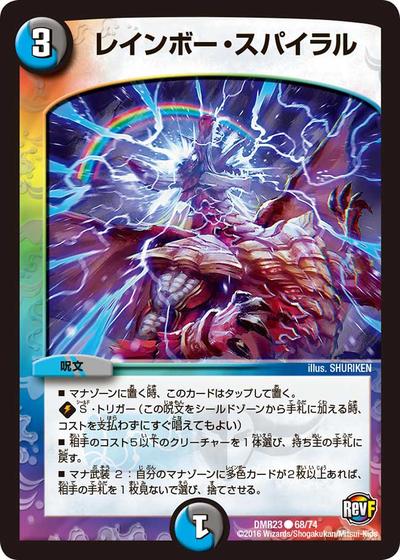 3
レインボー・スパイラル
呪文
illus. SHURIKEN
■ マナゾーンに置く時、このカードはタップして置く。
S・トリガー(この呪文をシールドゾーンから手札に加える時、
コストを支払わずにすぐ唱えてもよい)
■ 相手のコスト5以下のクリーチャーを1体選び、持ち主の手札に
戻す。
■ マナ武装 2:自分のマナゾーンに多色カードが2枚以上あれば、
相手の手札を1枚見ないで選び、捨てさせる。
RevF
1
DMR23 ● 68/74
©2016 Wizards/Shogakukan/Mitsui-Kids